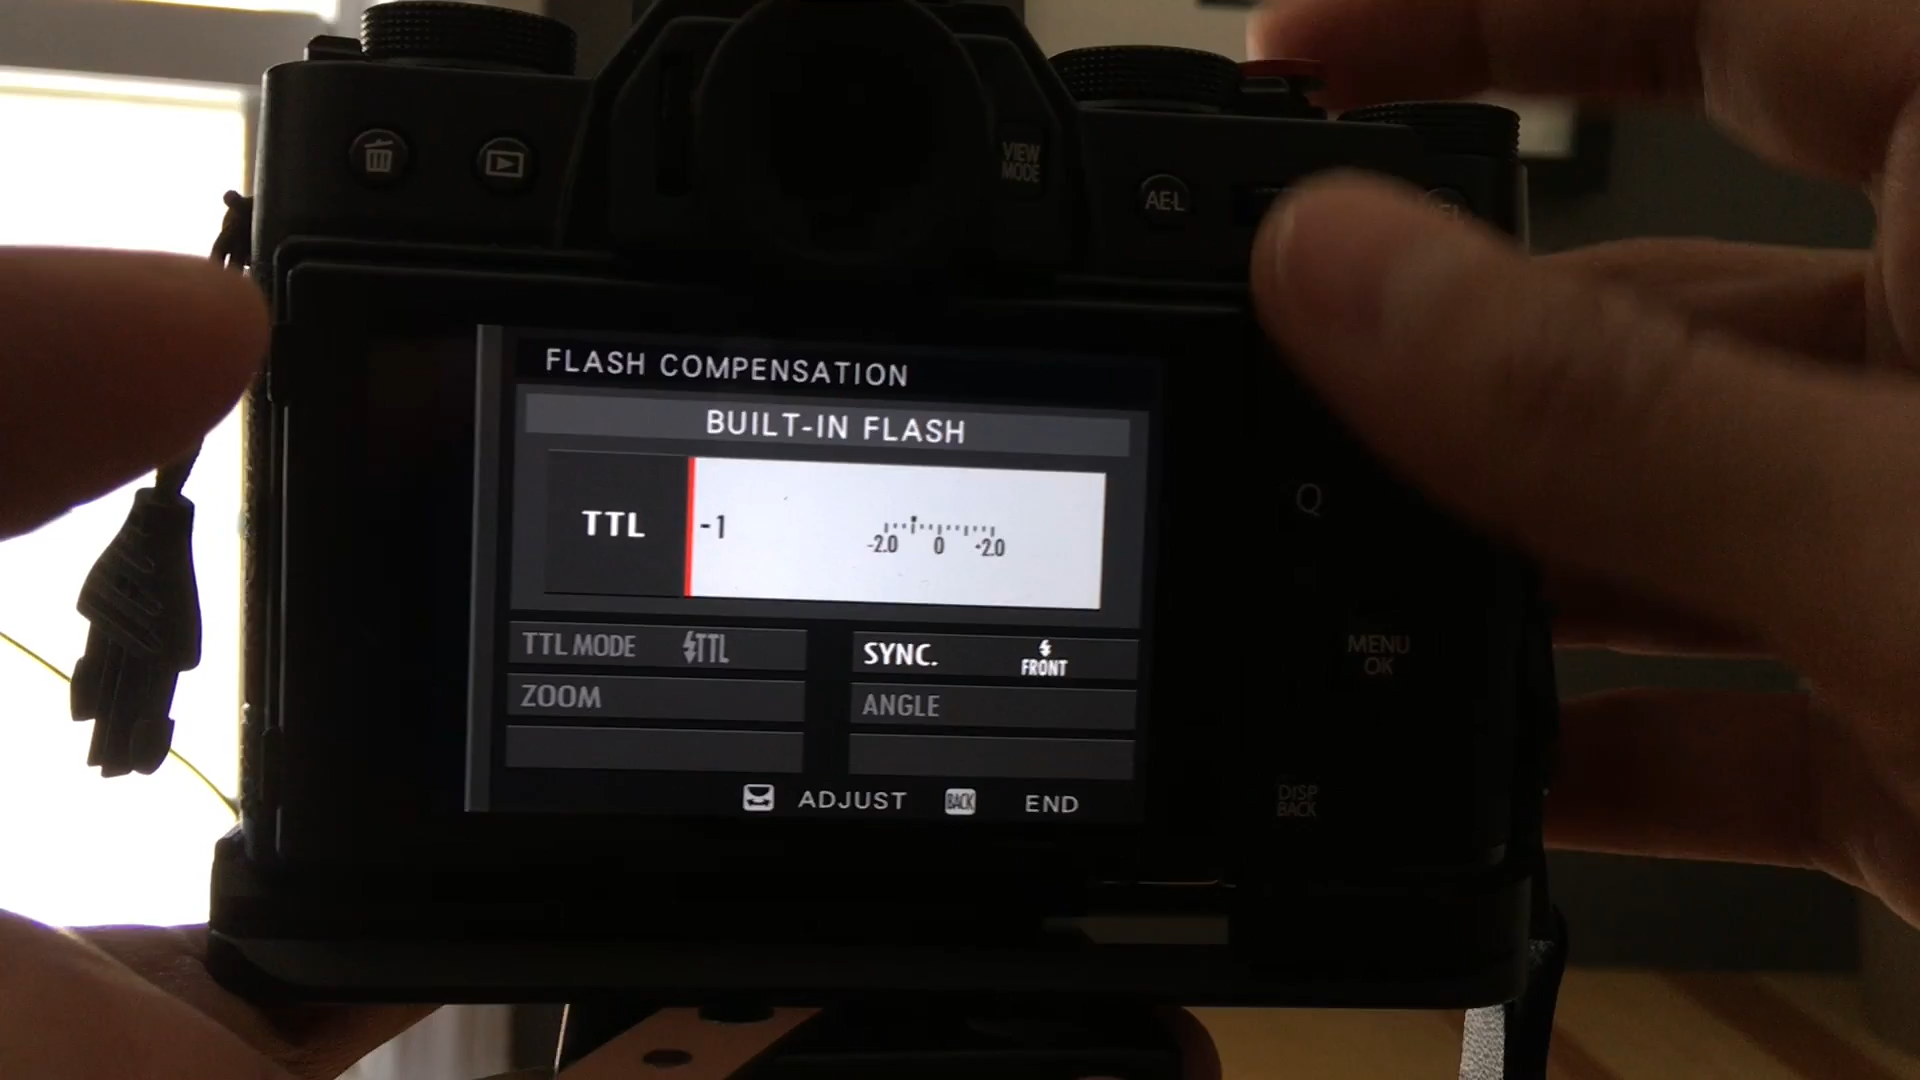 VIEW
MODE
AE-L
FLASH COMPENSATION
BUILT-IN FLASH
TTL
-1
-2.0 0 +2.0
TTL MODE TTL
SYNC. FRONT
ZOOM
ANGLE
ADJUST BACK END
Q
MENU
OK
DISP
BACK